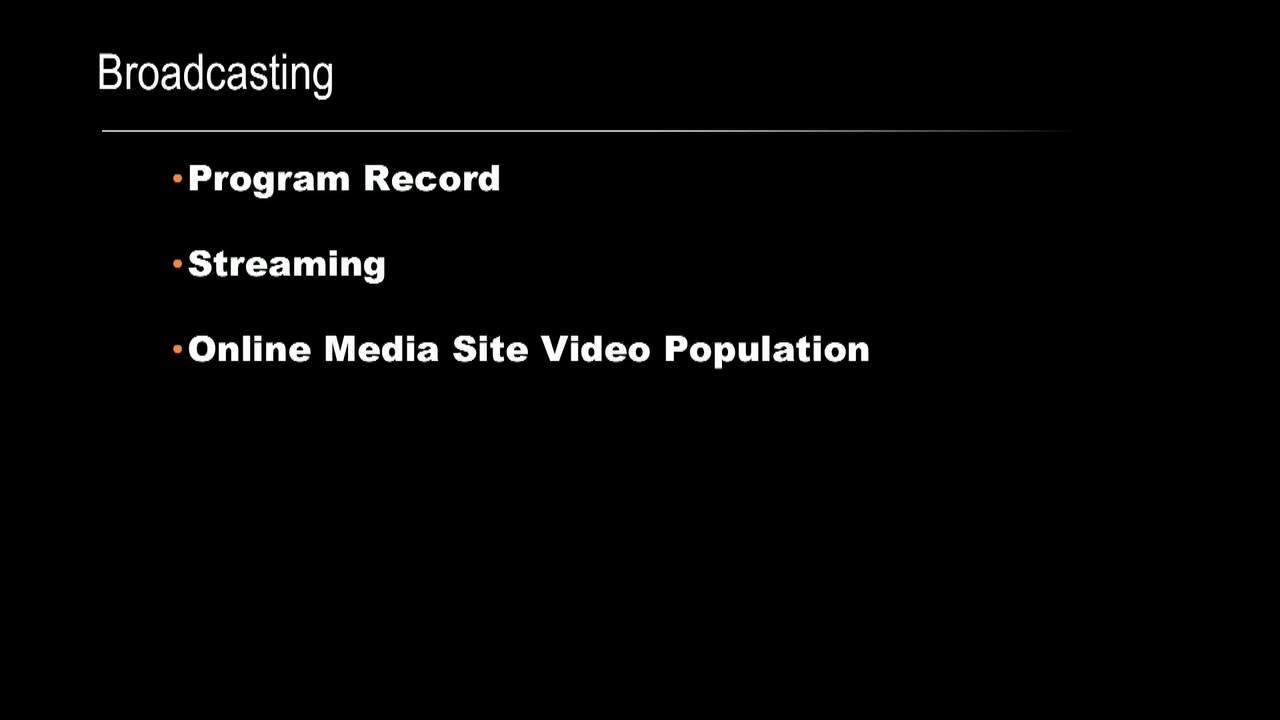 Broadcasting
•Program Record
•Streaming
•Online Media Site Video Population